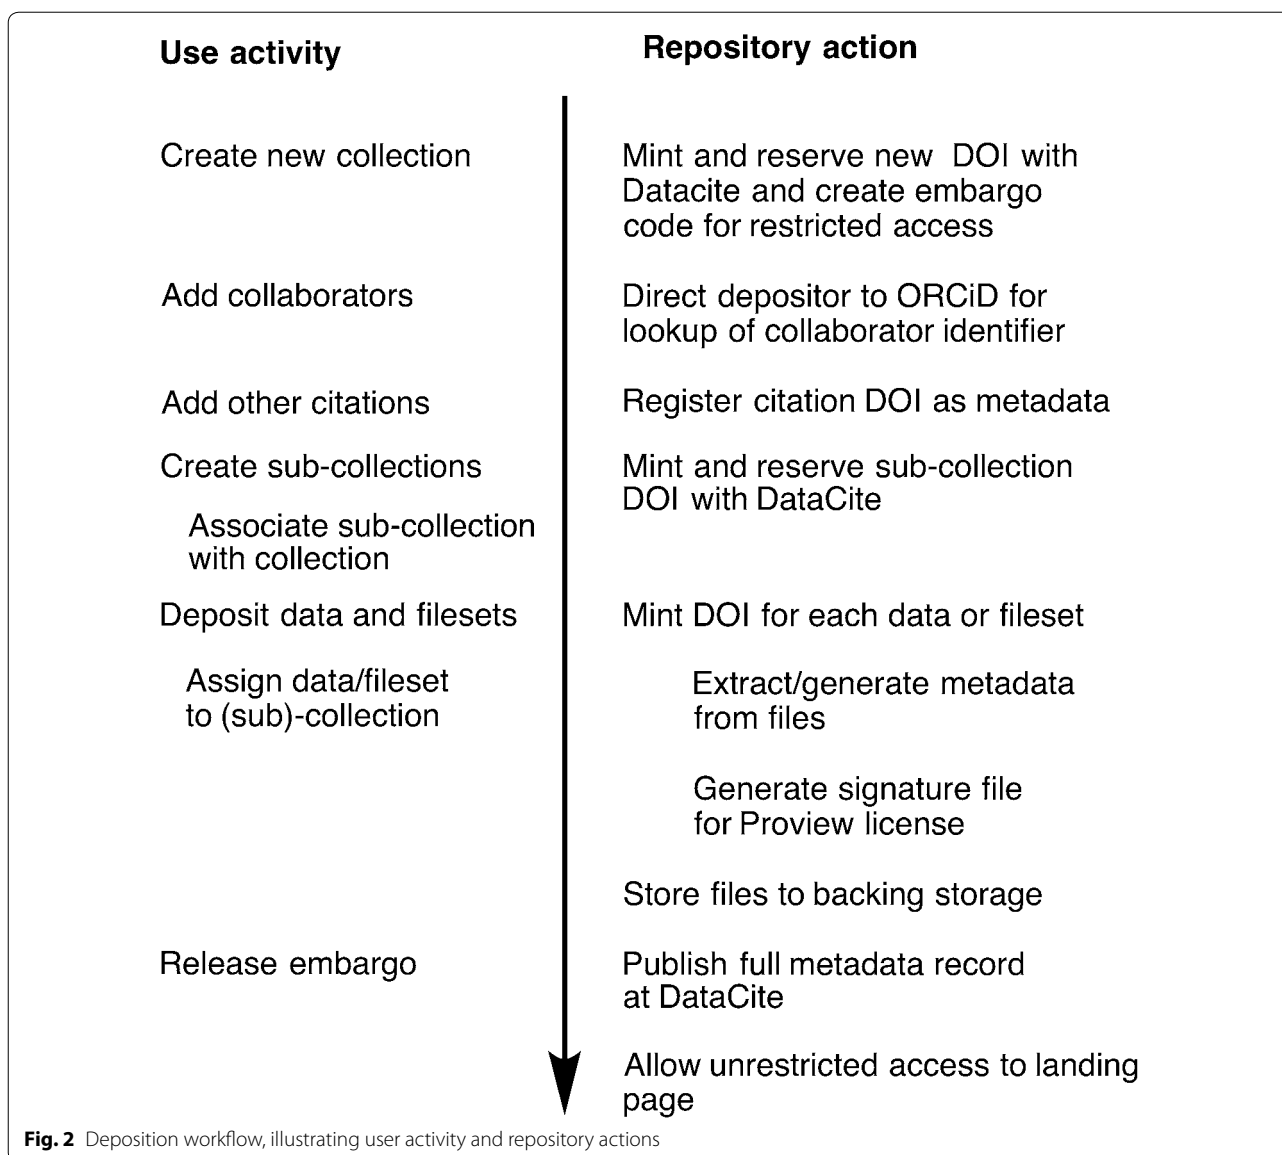 Use activity
Repository action
Create new collection
Mint and reserve new DOI with
Datacite and create embargo
code for restricted access
Add collaborators
Direct depositor to ORCiD for
lookup of collaborator identifier
Add other citations
Register citation DOI as metadata
Create sub-collections
Mint and reserve sub-collection
DOI with DataCite
Associate sub-collection
with collection
Deposit data and filesets
Mint DOI for each data or fileset
Assign data/fileset
to (sub)-collection
Extract/generate metadata
from files
Generate signature file
for Proview license
Store files to backing storage
Release embargo
Publish full metadata record
at DataCite
Allow unrestricted access to landing
page
Fig. 2 Deposition workflow, illustrating user activity and repository actions